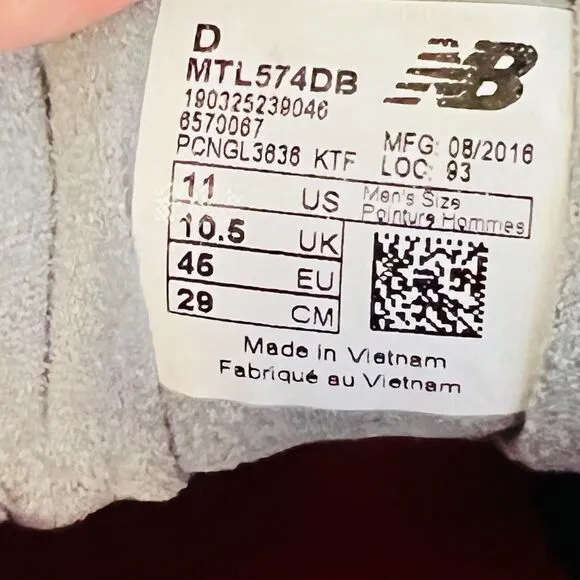 D
MTL574DB
190325239046
6570067
PCNGL3636 KTF
MFG: 08/2016
LOC: 93
11 US Men's Size
Pointure Hommes
10.5 UK
45 EU
29 CM
Made in Vietnam
Fabriqué au Vietnam